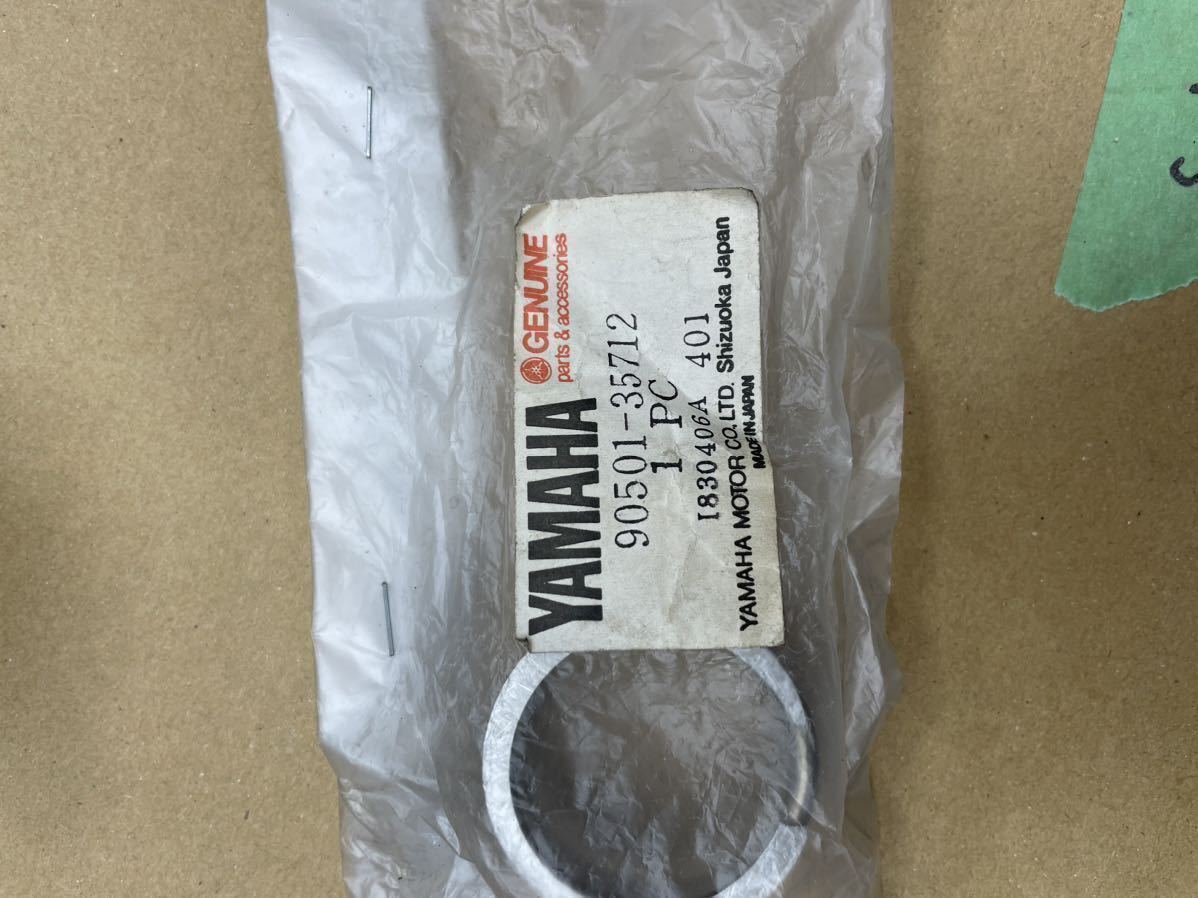 YAMAHA
GENUINE
parts & accessories
90501-35712
1 PC
I830406A 401
YAMAHA MOTOR CO., LTD. Shizuoka Japan
MADE IN JAPAN